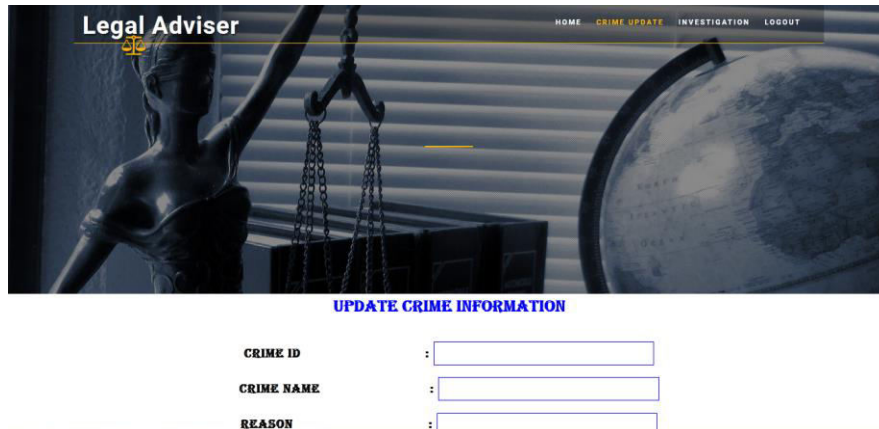 Legal Adviser
HOME CRIME UPDATE INVESTIGATION LOGOUT
UPDATE CRIME INFORMATION
CRIME ID :
CRIME NAME :
REASON :